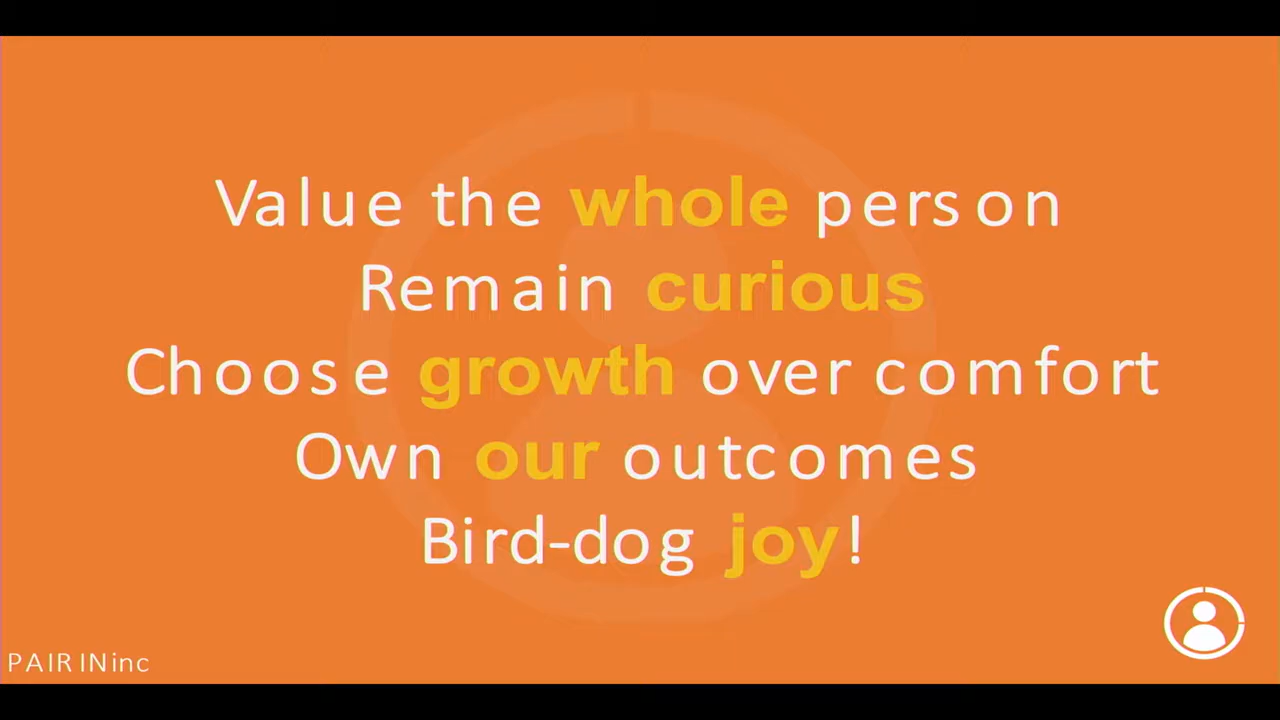 Value the whole person
Remain curious
Choose growth over comfort
Own our outcomes
Bird-dog joy!
PAIRINinc